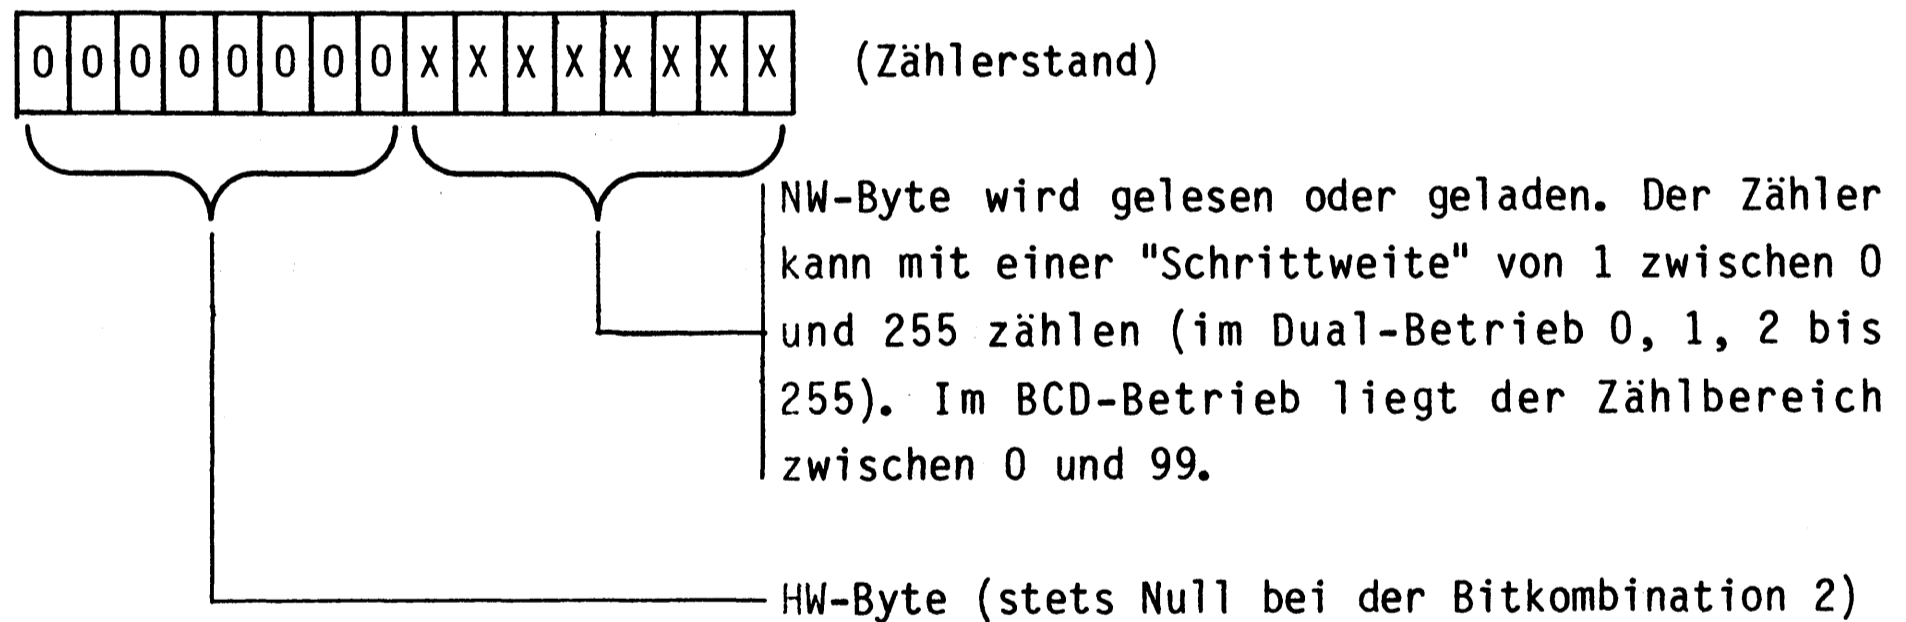 0 0 0 0 0 0 0 0 X X X X X X X X (Zählerstand)
NW-Byte wird gelesen oder geladen. Der Zähler
kann mit einer "Schrittweite" von 1 zwischen 0
und 255 zählen (im Dual-Betrieb 0, 1, 2 bis
255). Im BCD-Betrieb liegt der Zählbereich
zwischen 0 und 99.
HW-Byte (stets Null bei der Bitkombination 2)